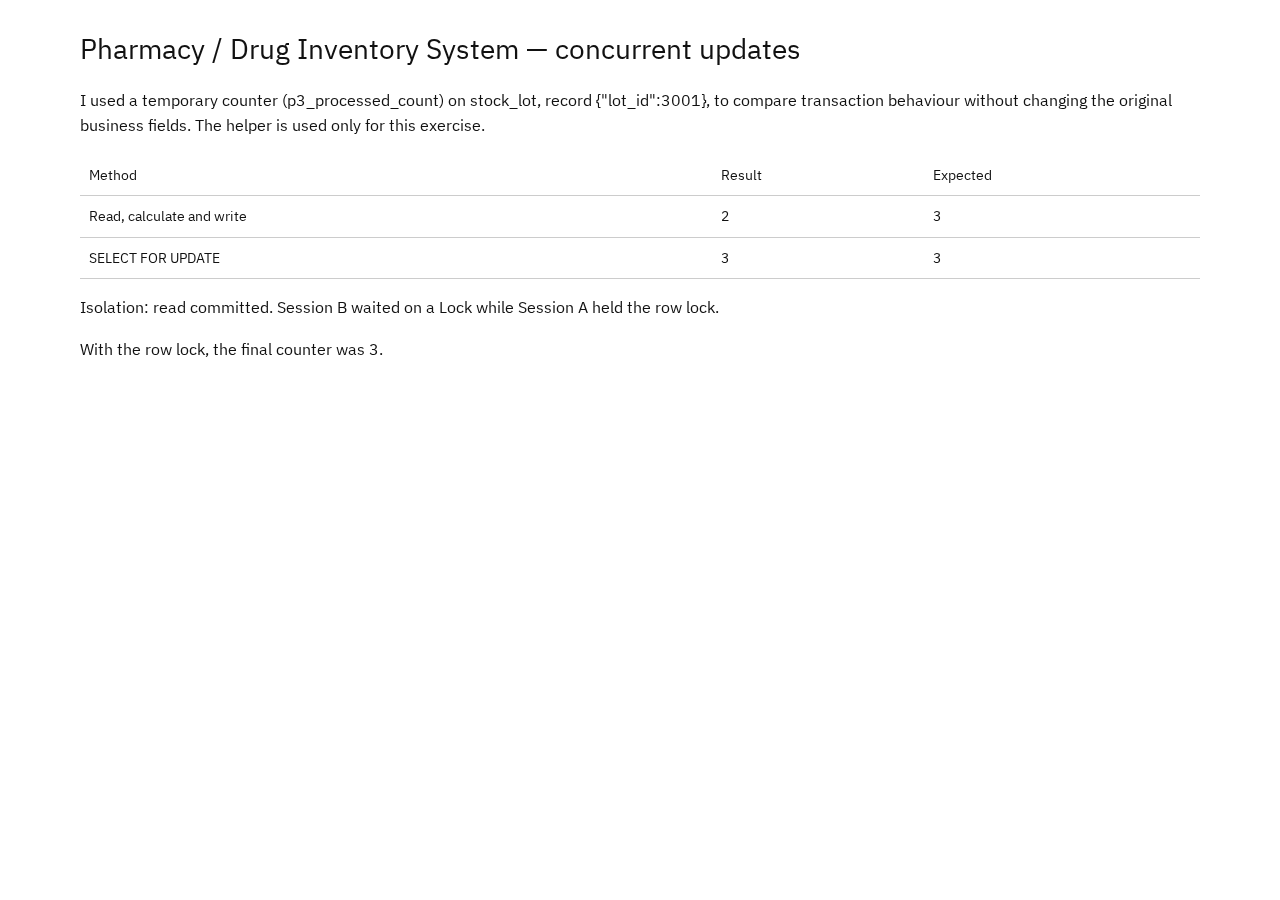 Pharmacy / Drug Inventory System — concurrent updates
I used a temporary counter (p3_processed_count) on stock_lot, record {"lot_id":3001}, to compare transaction behaviour without changing the original
business fields. The helper is used only for this exercise.
Method Result Expected
Read, calculate and write 2 3
SELECT FOR UPDATE 3 3
Isolation: read committed. Session B waited on a Lock while Session A held the row lock.
With the row lock, the final counter was 3.